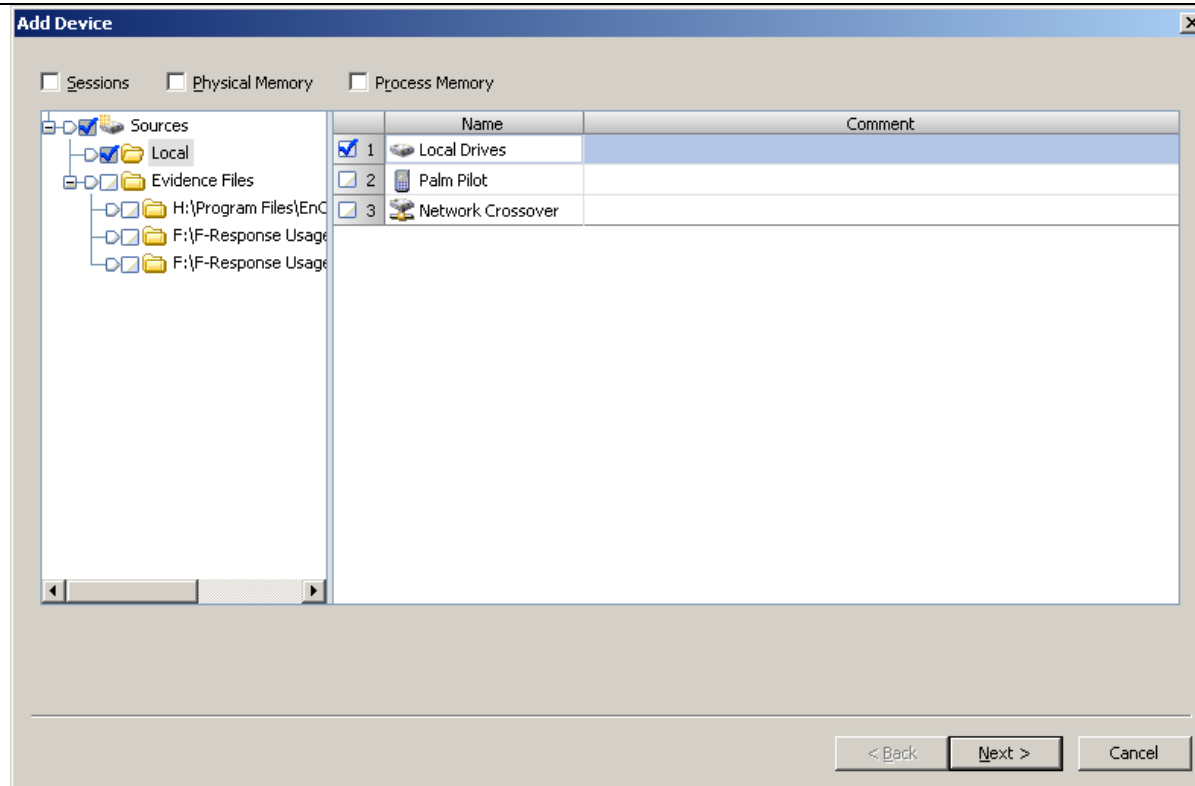 Add Device
Sessions Physical Memory Process Memory
Sources
Local
Evidence Files
H:\Program Files\EnC
F:\F-Response Usage
F:\F-Response Usage
Name Comment
1 Local Drives
2 Palm Pilot
3 Network Crossover
< Back Next > Cancel